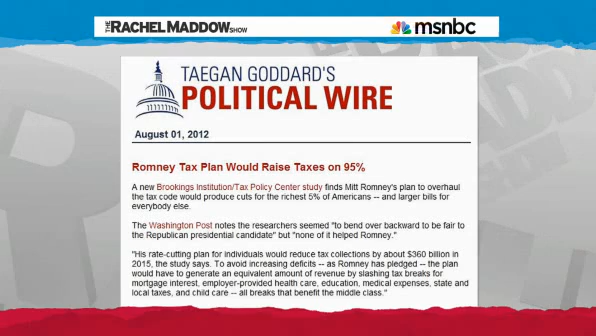 THE RACHEL MADDOW SHOW
msnbc
TAEGAN GODDARD'S
POLITICAL WIRE
August 01, 2012
Romney Tax Plan Would Raise Taxes on 95%
A new Brookings Institution/Tax Policy Center study finds Mitt Romney's plan to overhaul
the tax code would produce cuts for the richest 5% of Americans -- and larger bills for
everybody else.
The Washington Post notes the researchers seemed "to bend over backward to be fair to
the Republican presidential candidate" but "none of it helped Romney."
"His rate-cutting plan for individuals would reduce tax collections by about $360 billion in
2015, the study says. To avoid increasing deficits -- as Romney has pledged -- the plan
would have to generate an equivalent amount of revenue by slashing tax breaks for
mortgage interest, employer-provided health care, education, medical expenses, state and
local taxes, and child care -- all breaks that benefit the middle class."